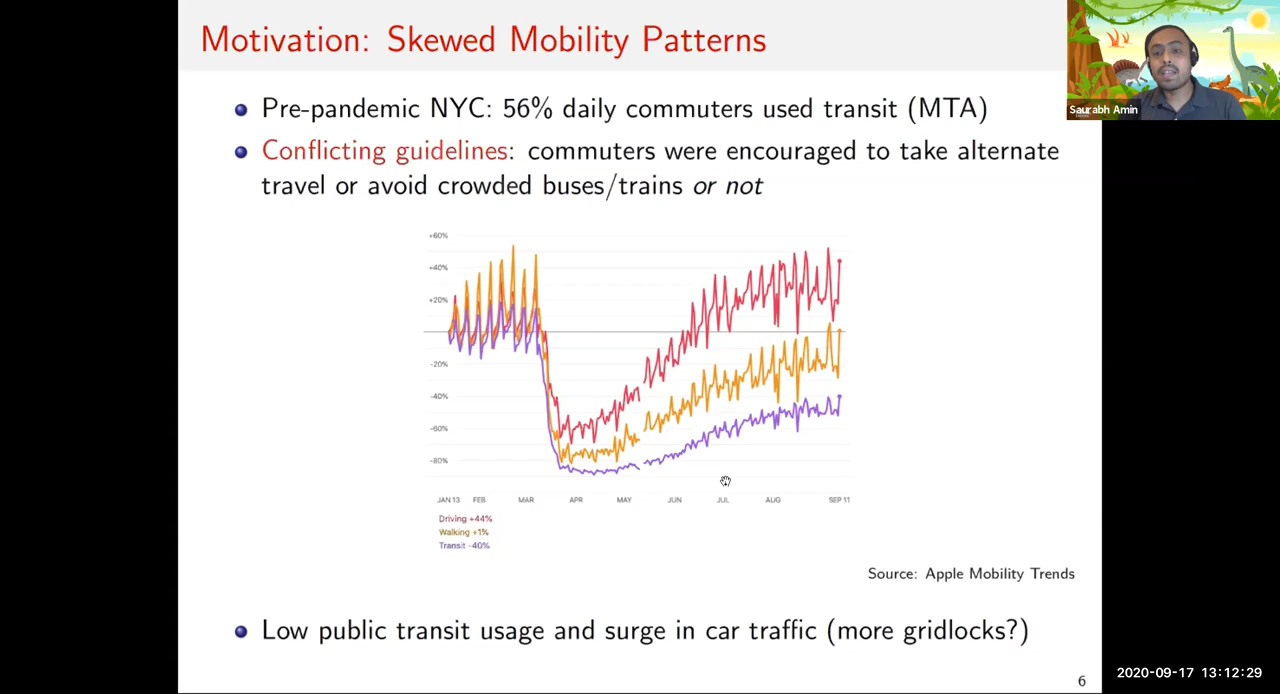 Motivation: Skewed Mobility Patterns
Saurabh Amin
Pre-pandemic NYC: 56% daily commuters used transit (MTA)
Conflicting guidelines: commuters were encouraged to take alternate
travel or avoid crowded buses/trains or not
+60%
+40%
+20%
-20%
-40%
-60%
-80%
JAN 13 FEB MAR APR MAY JUN JUL AUG SEP 11
Driving +44%
Walking +1%
Transit -40%
Source: Apple Mobility Trends
Low public transit usage and surge in car traffic (more gridlocks?)
6
2020-09-17 13:12:29